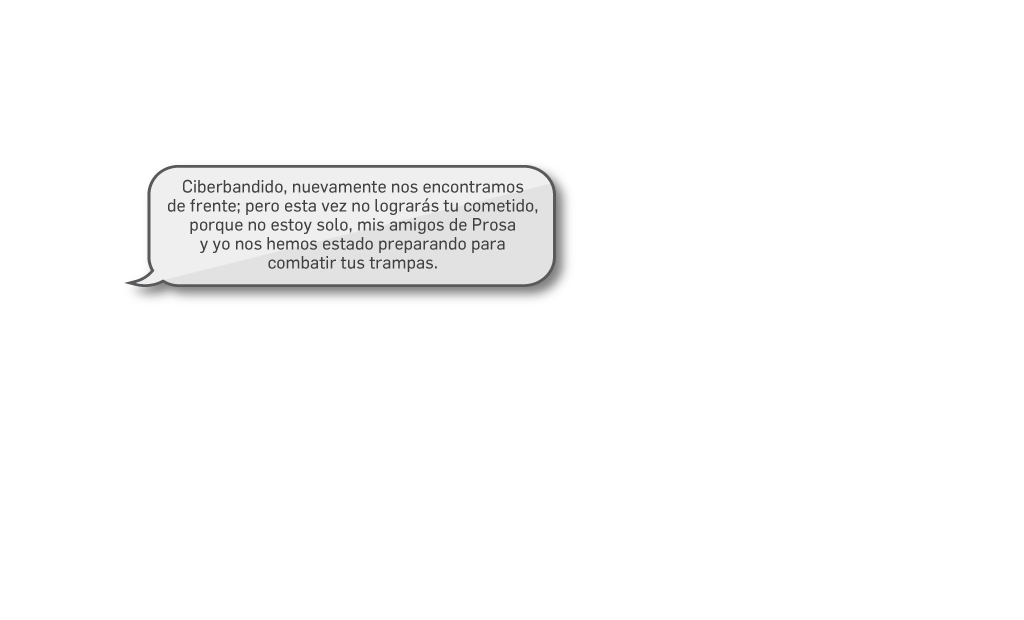 Ciberbandido, nuevamente nos encontramos
de frente; pero esta vez no lograrás tu cometido,
porque no estoy solo, mis amigos de Prosa
y yo nos hemos estado preparando para
combatir tus trampas.